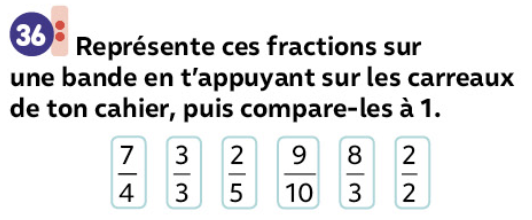 36 Représente ces fractions sur
une bande en t'appuyant sur les carreaux
de ton cahier, puis compare-les à 1.
7/4 3/3 2/5 9/10 8/3 2/2